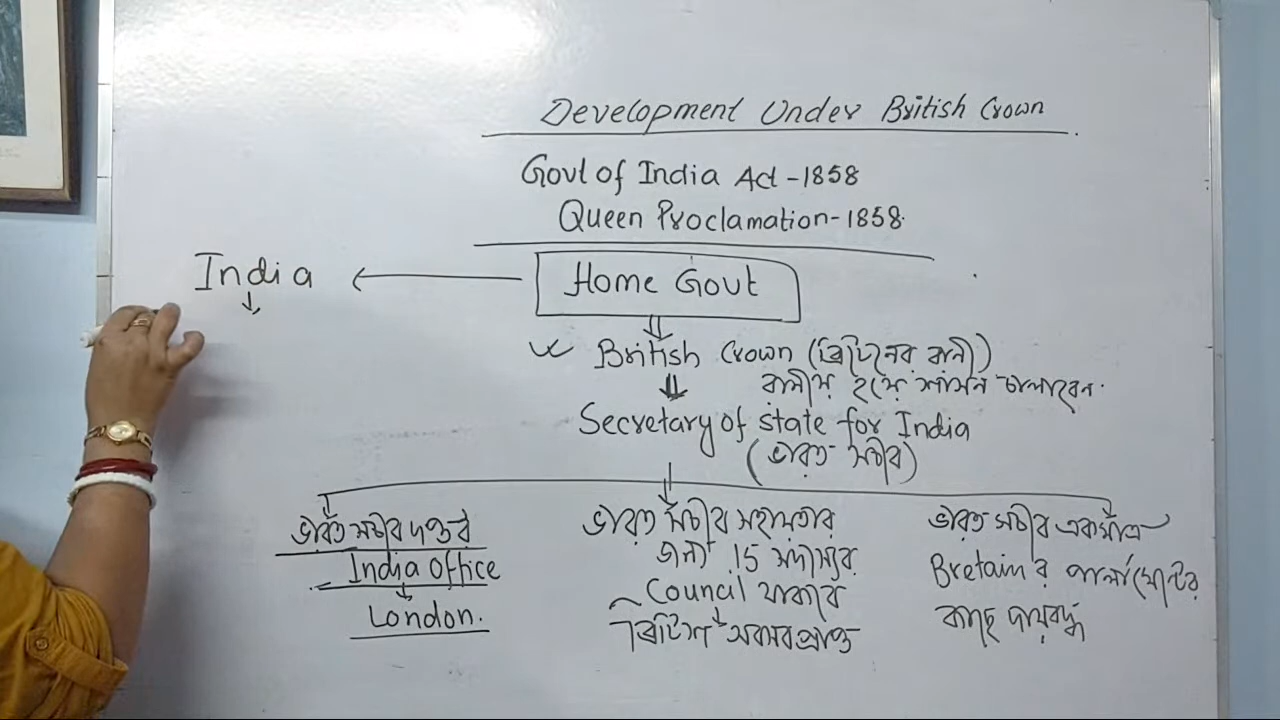 Development Under British Crown
Govt of India Act - 1858
Queen Proclamation - 1858.
India ← Home Govt
British Crown (ব্রিটেনের রানী)
রানীর হয়ে শাসন চালাবেন.
Secretary of state for India
(ভারত সচীব)
ভারত সচীব দপ্তর
India Office
London.
ভারত সচীব সহায়তার
জন্য 15 সদস্যর
Council থাকবে
ব্রিটিশ অবসরপ্রাপ্ত
ভারত সচীব একমাত্র
Bretain র পার্লামেন্টের
কাছে দায়বদ্ধ